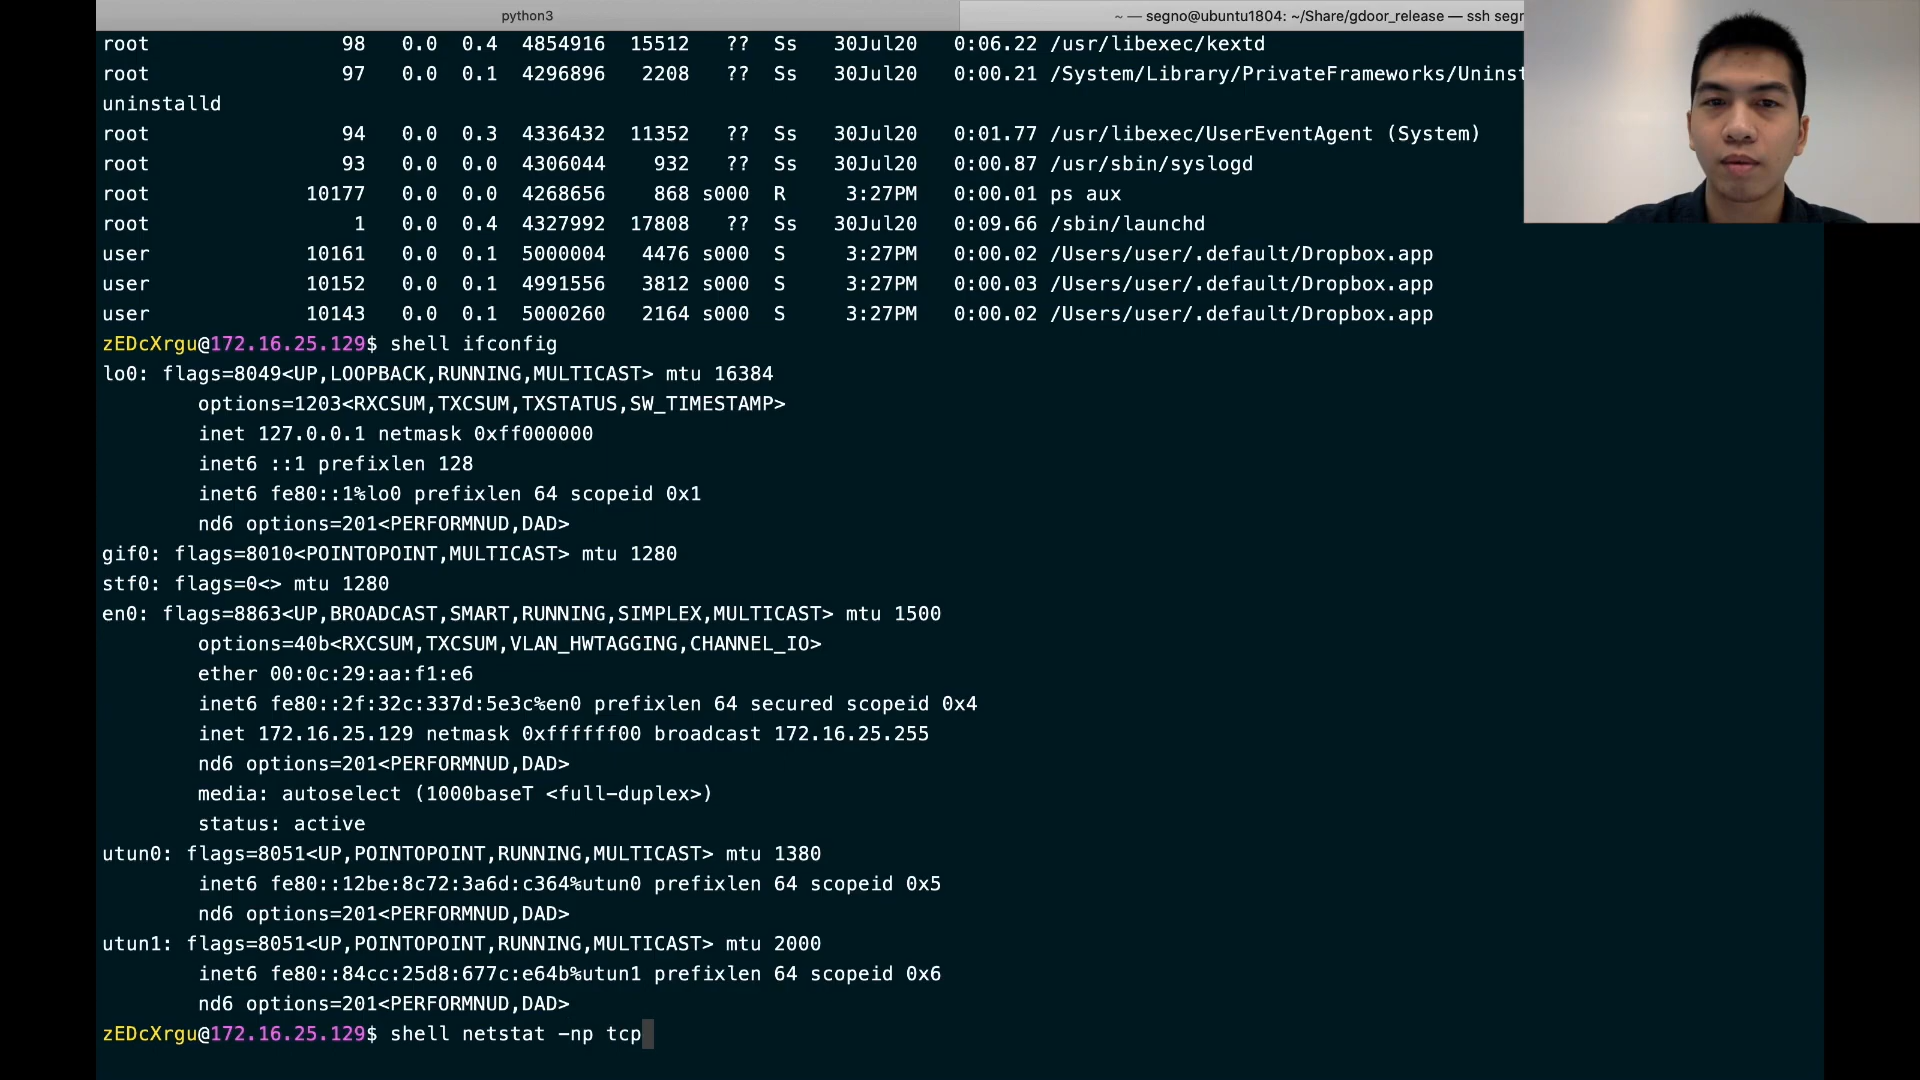 python3
~ — segno@ubuntu1804: ~/Share/gdoor_release — ssh segn
root 98 0.0 0.4 4854916 15512 ?? Ss 30Jul20 0:06.22 /usr/libexec/kextd
root 97 0.0 0.1 4296896 2208 ?? Ss 30Jul20 0:00.21 /System/Library/PrivateFrameworks/Uninst
uninstalld
root 94 0.0 0.3 4336432 11352 ?? Ss 30Jul20 0:01.77 /usr/libexec/UserEventAgent (System)
root 93 0.0 0.0 4306044 932 ?? Ss 30Jul20 0:00.87 /usr/sbin/syslogd
root 10177 0.0 0.0 4268656 868 s000 R 3:27PM 0:00.01 ps aux
root 1 0.0 0.4 4327992 17808 ?? Ss 30Jul20 0:09.66 /sbin/launchd
user 10161 0.0 0.1 5000004 4476 s000 S 3:27PM 0:00.02 /Users/user/.default/Dropbox.app
user 10152 0.0 0.1 4991556 3812 s000 S 3:27PM 0:00.03 /Users/user/.default/Dropbox.app
user 10143 0.0 0.1 5000260 2164 s000 S 3:27PM 0:00.02 /Users/user/.default/Dropbox.app
zEDcXrgu@172.16.25.129$ shell ifconfig
lo0: flags=8049<UP,LOOPBACK,RUNNING,MULTICAST> mtu 16384
options=1203<RXCSUM,TXCSUM,TXSTATUS,SW_TIMESTAMP>
inet 127.0.0.1 netmask 0xff000000
inet6 ::1 prefixlen 128
inet6 fe80::1%lo0 prefixlen 64 scopeid 0x1
nd6 options=201<PERFORMNUD,DAD>
gif0: flags=8010<POINTOPOINT,MULTICAST> mtu 1280
stf0: flags=0<> mtu 1280
en0: flags=8863<UP,BROADCAST,SMART,RUNNING,SIMPLEX,MULTICAST> mtu 1500
options=40b<RXCSUM,TXCSUM,VLAN_HWTAGGING,CHANNEL_IO>
ether 00:0c:29:aa:f1:e6
inet6 fe80::2f:32c:337d:5e3c%en0 prefixlen 64 secured scopeid 0x4
inet 172.16.25.129 netmask 0xffffff00 broadcast 172.16.25.255
nd6 options=201<PERFORMNUD,DAD>
media: autoselect (1000baseT <full-duplex>)
status: active
utun0: flags=8051<UP,POINTOPOINT,RUNNING,MULTICAST> mtu 1380
inet6 fe80::12be:8c72:3a6d:c364%utun0 prefixlen 64 scopeid 0x5
nd6 options=201<PERFORMNUD,DAD>
utun1: flags=8051<UP,POINTOPOINT,RUNNING,MULTICAST> mtu 2000
inet6 fe80::84cc:25d8:677c:e64b%utun1 prefixlen 64 scopeid 0x6
nd6 options=201<PERFORMNUD,DAD>
zEDcXrgu@172.16.25.129$ shell netstat -np tcp